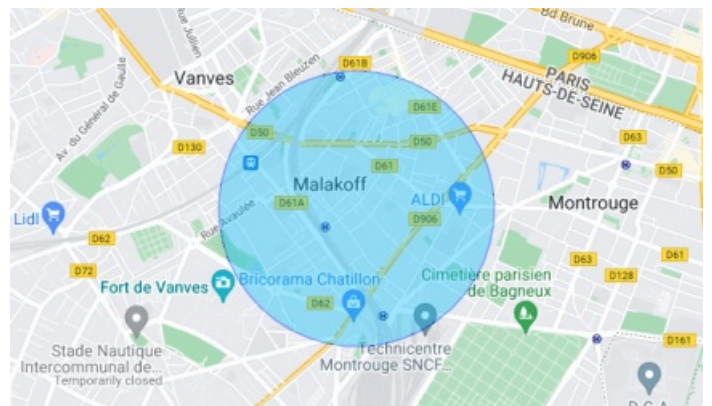 Bd Brune
D61B
D906
Rue Jean Bleuzen
Vanves
PARIS
HAUTS-DE-SEINE
Rue Julien
Av. du Général de Gaulle
D61E
D50
D50
D63
D130
D61
D50
Malakoff
ALDI
D61A
Montrouge
Lidl
Rue Avaulée
D906
D62
D61
D72
Fort de Vanves
Bricorama Chatillon
Cimetière parisien
de Bagneux
D63
D128
D62
D161
Stade Nautique
Intercommunal de...
Temporarily closed
Technicentre
Montrouge SNCF...